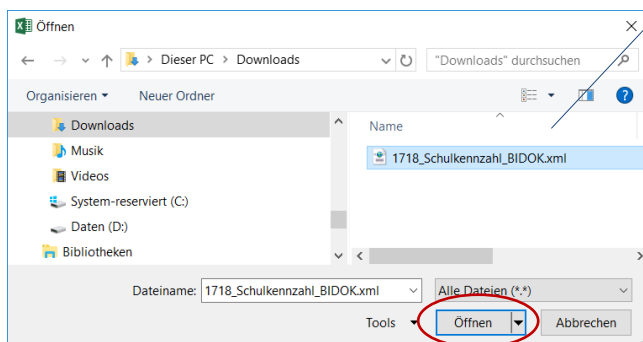 Öffnen
Dieser PC > Downloads
"Downloads" durchsuchen
Organisieren
Neuer Ordner
Downloads
Musik
Videos
System-reserviert (C:)
Daten (D:)
Bibliotheken
Name
1718_Schulkennzahl_BIDOK.xml
Dateiname: 1718_Schulkennzahl_BIDOK.xml
Alle Dateien (*.*)
Tools
Öffnen
Abbrechen